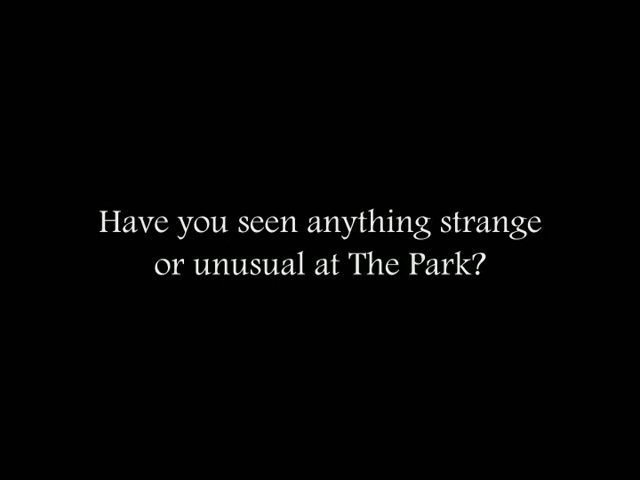 Have you seen anything strange
or unusual at The Park?